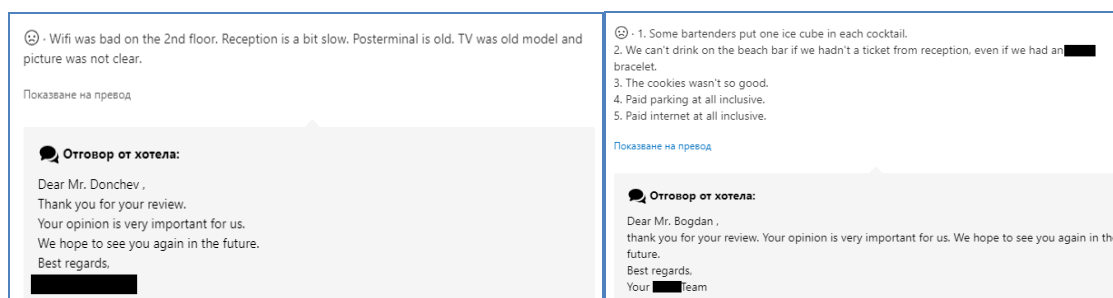 · Wifi was bad on the 2nd floor. Reception is a bit slow. Posterminal is old. TV was old model and
picture was not clear.
Показване на превод
Отговор от хотела:
Dear Mr. Donchev ,
Thank you for your review.
Your opinion is very important for us.
We hope to see you again in the future.
Best regards,
· 1. Some bartenders put one ice cube in each cocktail.
2. We can't drink on the beach bar if we hadn't a ticket from reception, even if we had an
bracelet.
3. The cookies wasn't so good.
4. Paid parking at all inclusive.
5. Paid internet at all inclusive.
Показване на превод
Отговор от хотела:
Dear Mr. Bogdan ,
thank you for your review. Your opinion is very important for us. We hope to see you again in the
future.
Best regards,
Your Team